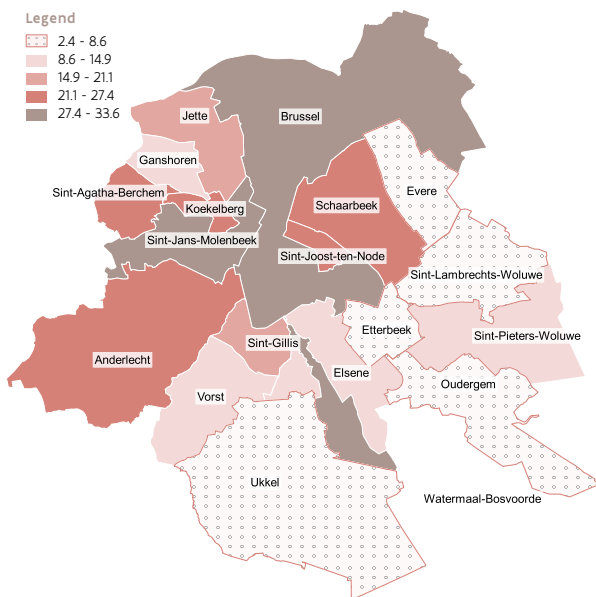 Legend
2.4 - 8.6
8.6 - 14.9
14.9 - 21.1
21.1 - 27.4
27.4 - 33.6
Jette
Brussel
Ganshoren
Evere
Sint-Agatha-Berchem
Koekelberg
Schaarbeek
Sint-Jans-Molenbeek
Sint-Joost-ten-Node
Sint-Lambrechts-Woluwe
Etterbeek
Sint-Pieters-Woluwe
Sint-Gillis
Anderlecht
Elsene
Oudergem
Vorst
Ukkel
Watermaal-Bosvoorde